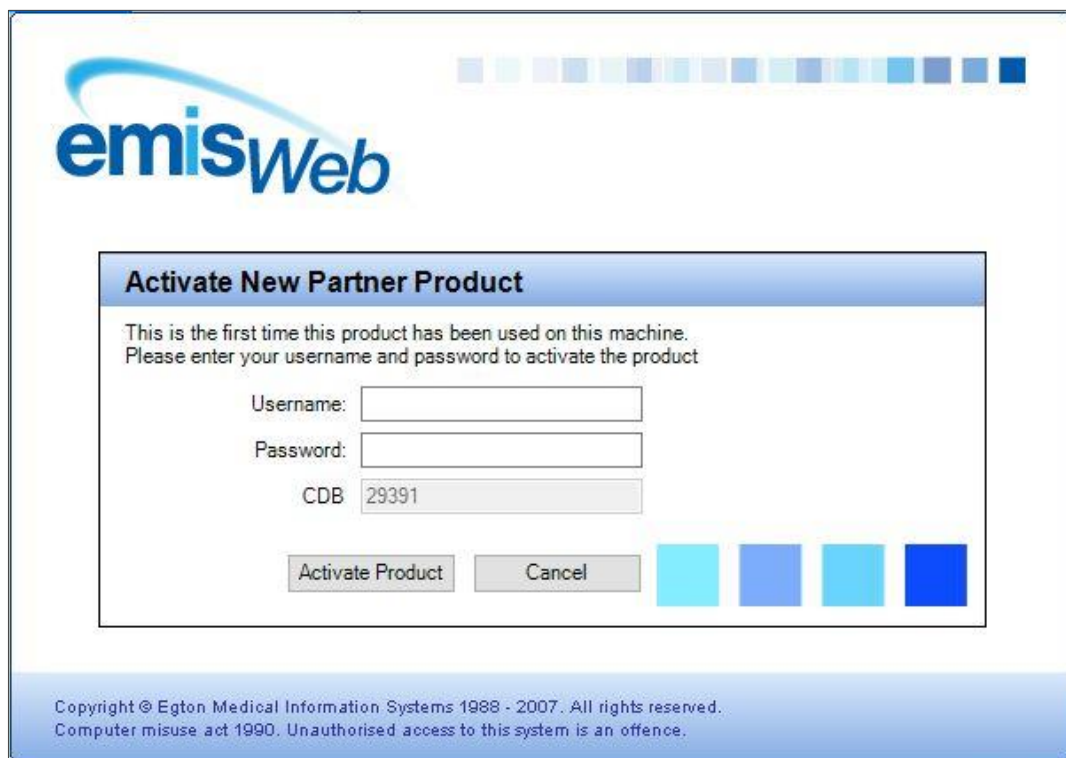 emisWeb
Activate New Partner Product
This is the first time this product has been used on this machine.
Please enter your username and password to activate the product
Username:
Password:
CDB 29391
Activate Product Cancel
Copyright © Egton Medical Information Systems 1988 - 2007. All rights reserved.
Computer misuse act 1990. Unauthorised access to this system is an offence.